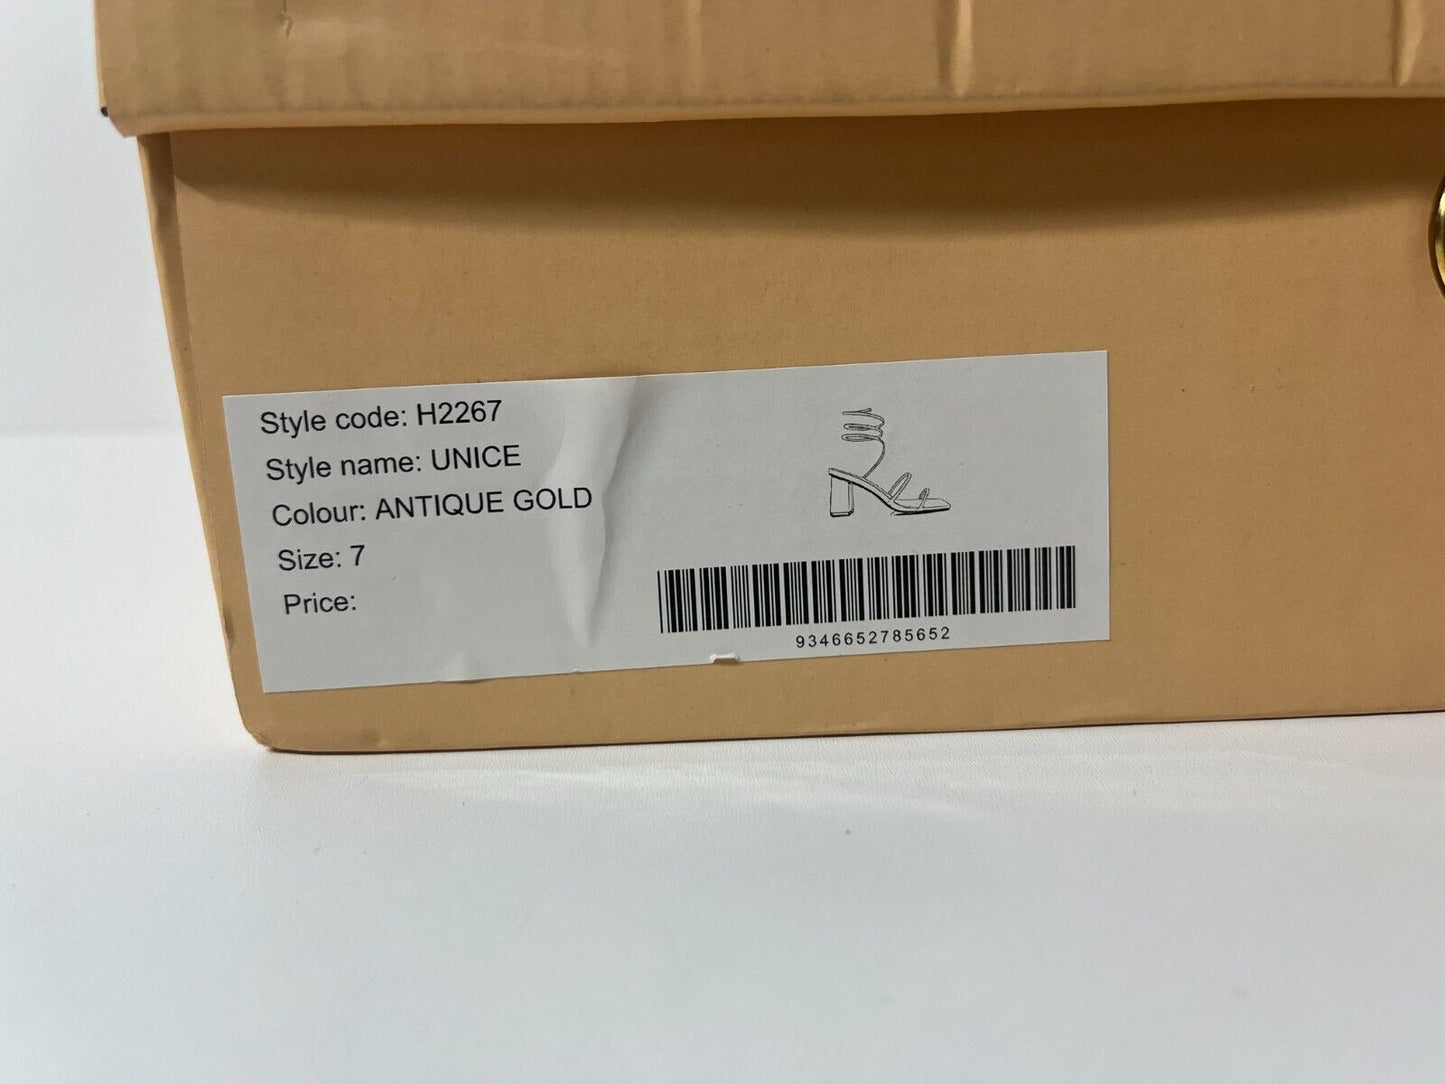 Style code: H2267
Style name: UNICE
Colour: ANTIQUE GOLD
Size: 7
Price:
9346652785652